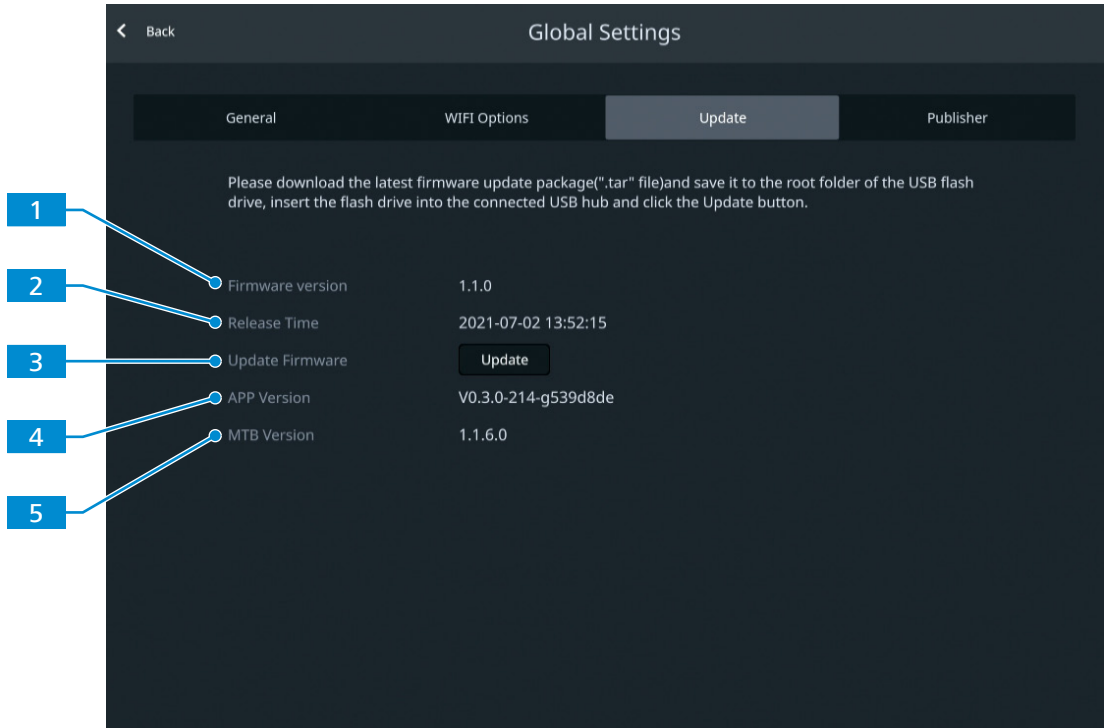 Back
Global Settings
General
WIFI Options
Update
Publisher
Please download the latest firmware update package(".tar" file)and save it to the root folder of the USB flash
drive, insert the flash drive into the connected USB hub and click the Update button.
1
Firmware version 1.1.0
2
Release Time 2021-07-02 13:52:15
3
Update Firmware Update
4
APP Version V0.3.0-214-g539d8de
5
MTB Version 1.1.6.0